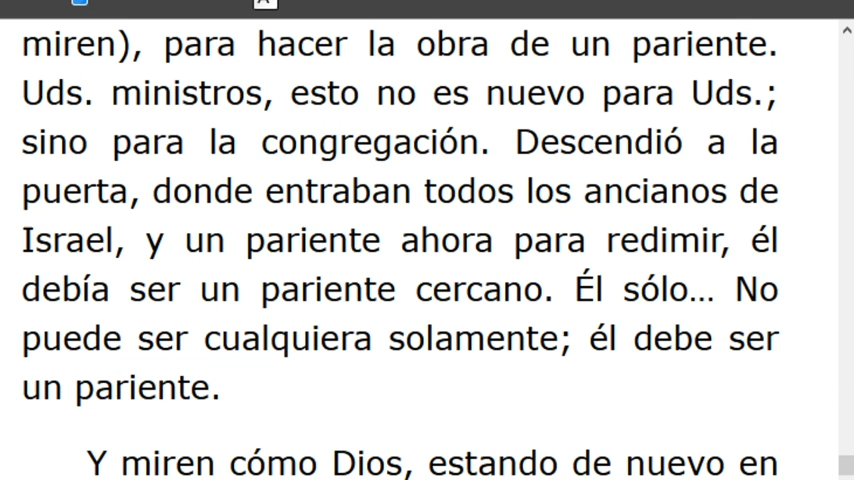 miren), para hacer la obra de un pariente.
Uds. ministros, esto no es nuevo para Uds.;
sino para la congregación. Descendió a la
puerta, donde entraban todos los ancianos de
Israel, y un pariente ahora para redimir, él
debía ser un pariente cercano. Él sólo… No
puede ser cualquiera solamente; él debe ser
un pariente.
Y miren cómo Dios, estando de nuevo en